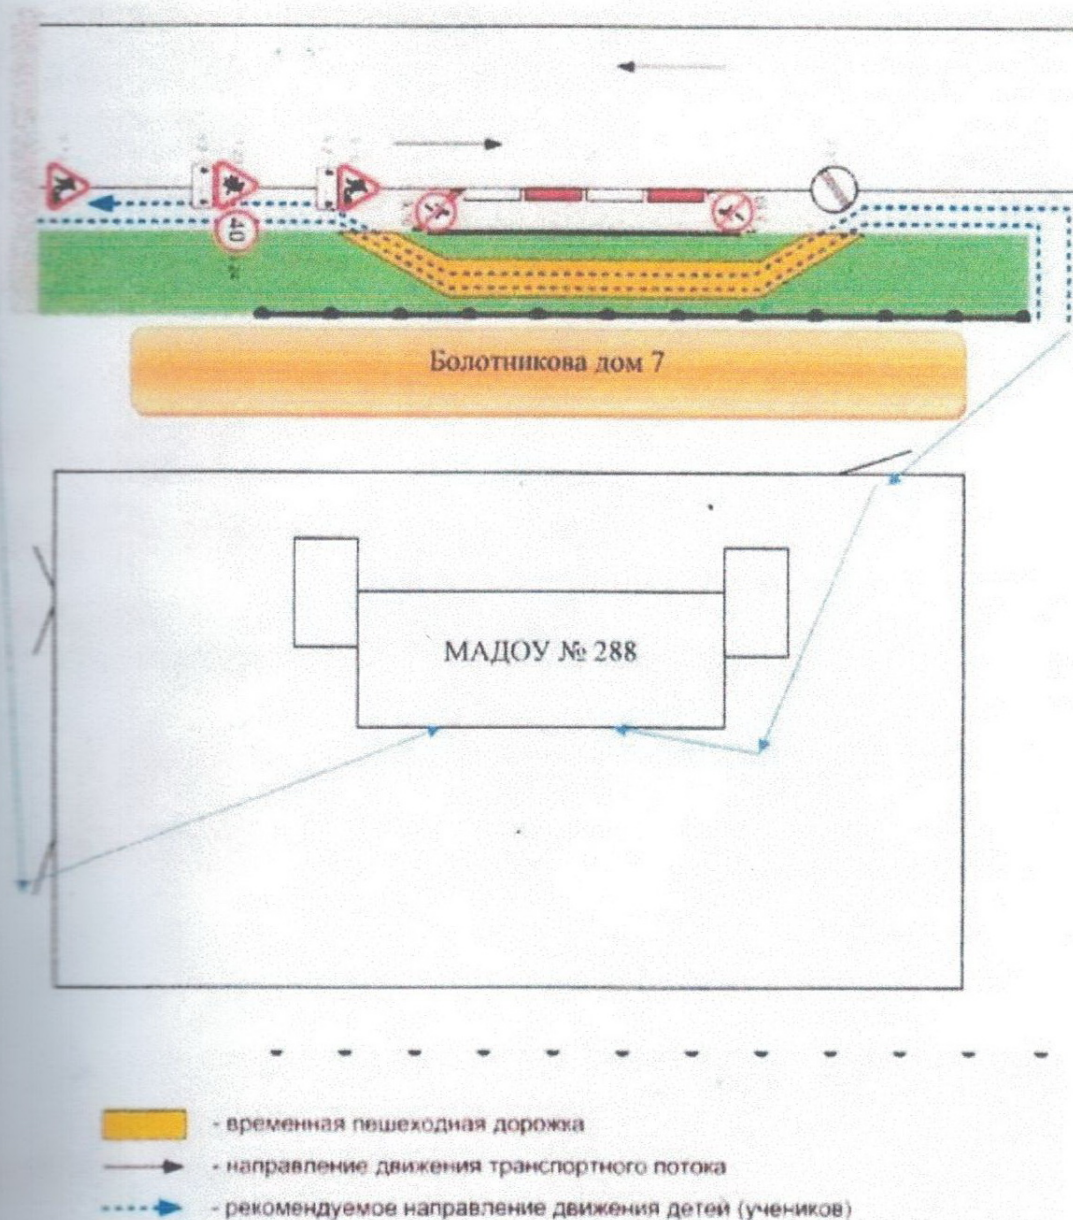 40
Болотникова дом 7
МАДОУ № 288
- временная пешеходная дорожка
- направление движения транспортного потока
- рекомендуемое направление движения детей (учеников)